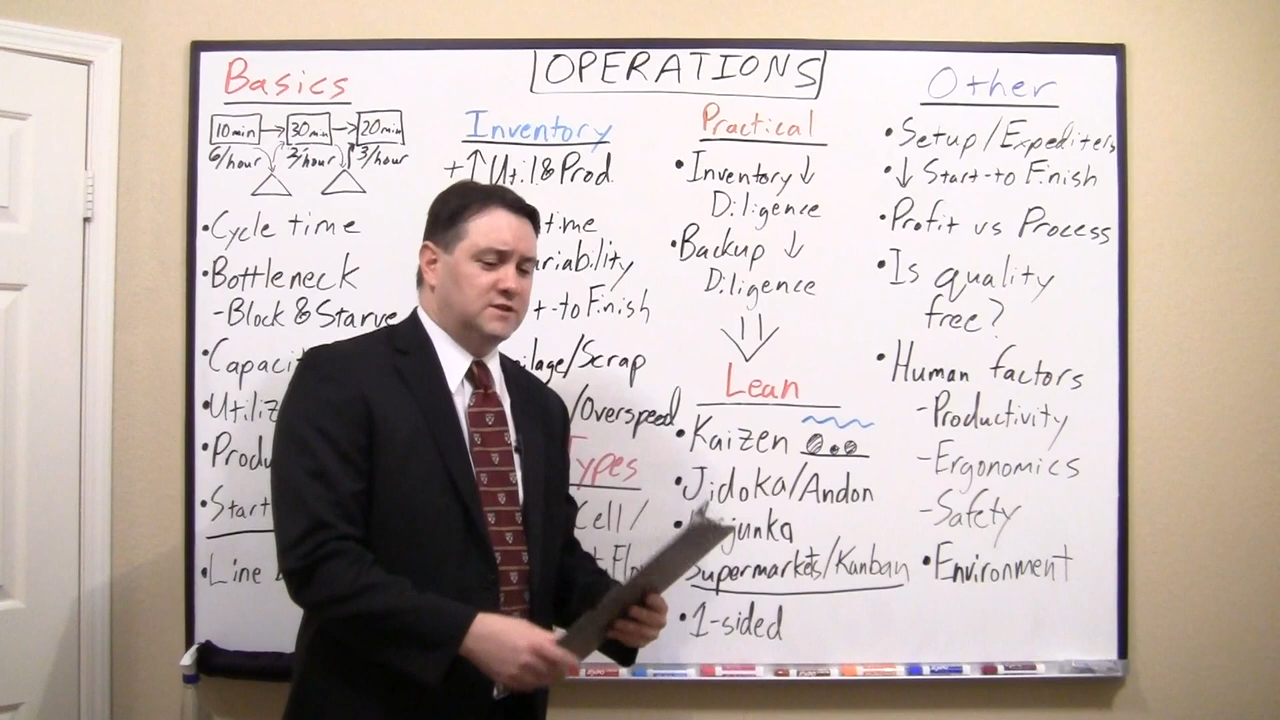 OPERATIONS
Basics
10min 30min 20min
6/hour 3/hour 3/hour
•Cycle time
•Bottleneck
-Block & Starve
•Capacit
•Utiliz
•Produ
•Start
•Line
Inventory
+↑Util & Prod.
time
ariability
t-to Finish
ilage/Scrap
/Overspeed
Types
Cell/
t Flo
Practical
•Inventory↓
Diligence
•Backup ↓
Diligence
Lean
•Kaizen
•Jidoka/Andon
•junka
Supermarkets/Kanban
•1-sided
Other
•Setup/Expediters
•↓ Start-to Finish
•Profit vs Process
•Is quality
free?
•Human factors
-Productivity
-Ergonomics
-Safety
•Environment